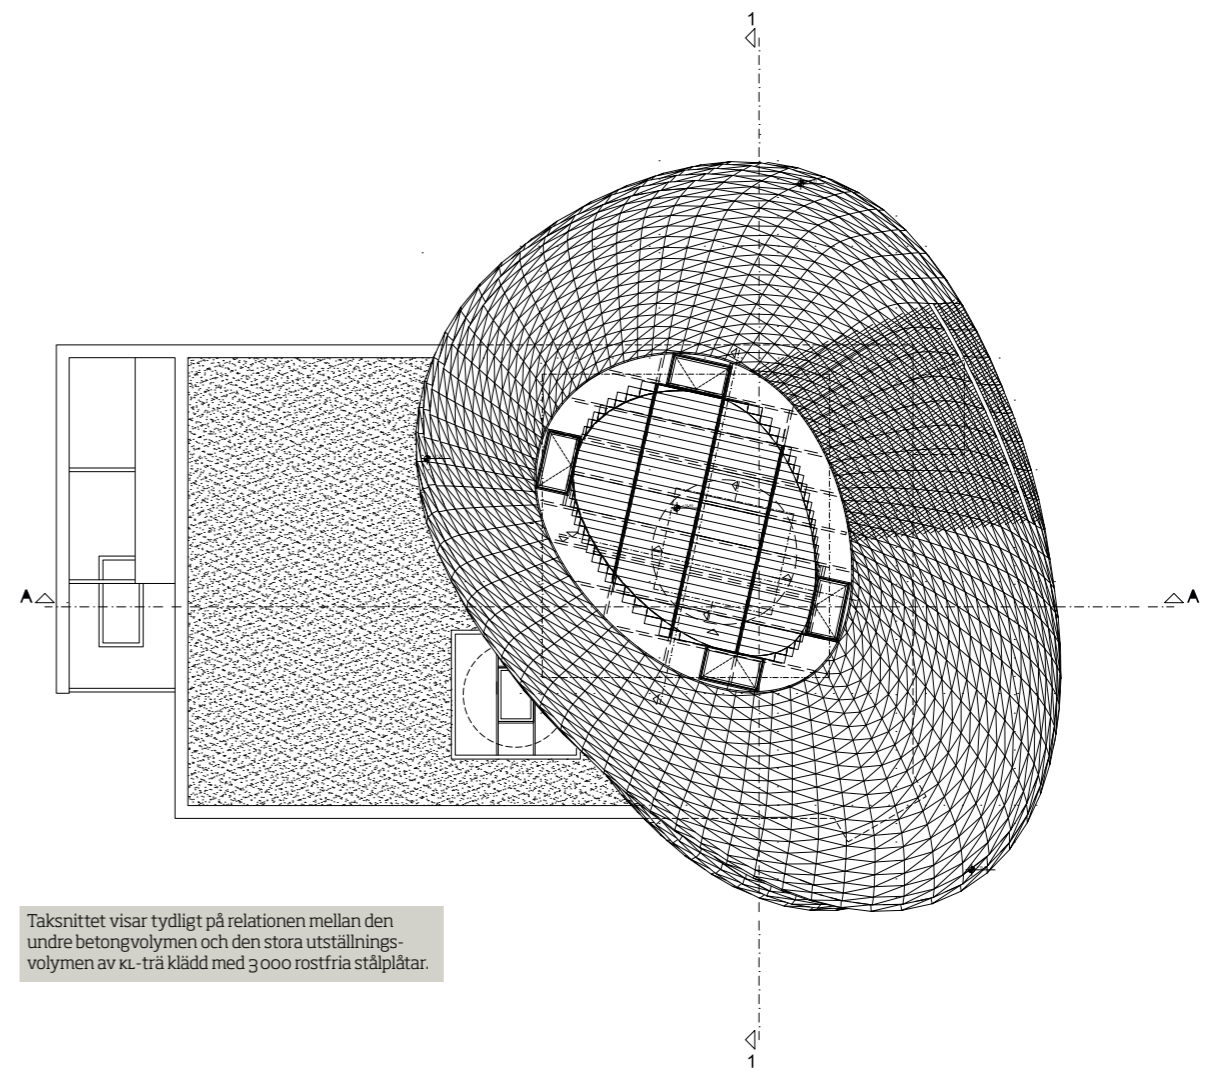 1
A
A
Taksnittet visar tydligt på relationen mellan den
undre betongvolymen och den stora utställnings-
volymen av KL-trä klädd med 3 000 rostfria stålplåtar.
1